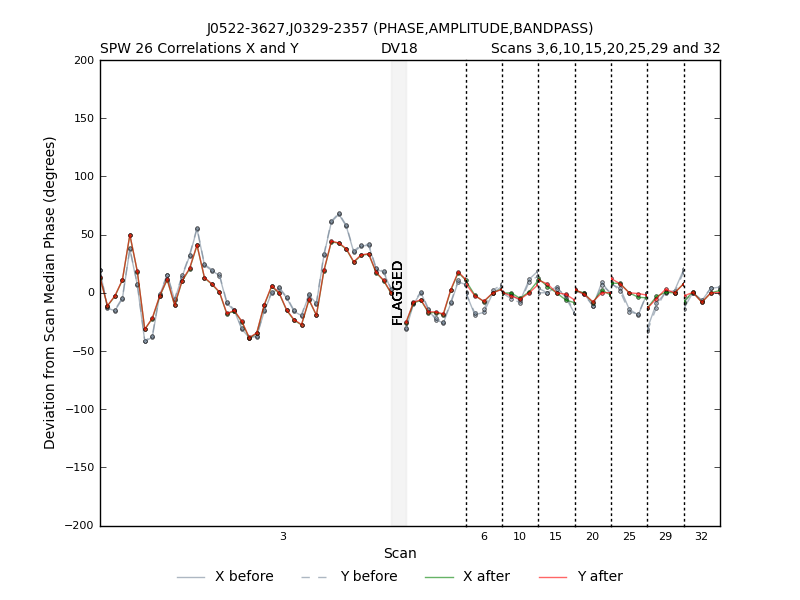 J0522-3627,J0329-2357 (PHASE,AMPLITUDE,BANDPASS)
SPW 26 Correlations X and Y DV18 Scans 3,6,10,15,20,25,29 and 32
200
150
100
50
0
−50
−100
−150
−200
Deviation from Scan Median Phase (degrees)
FLAGGED
3 6 10 15 20 25 29 32
Scan
X before Y before X after Y after